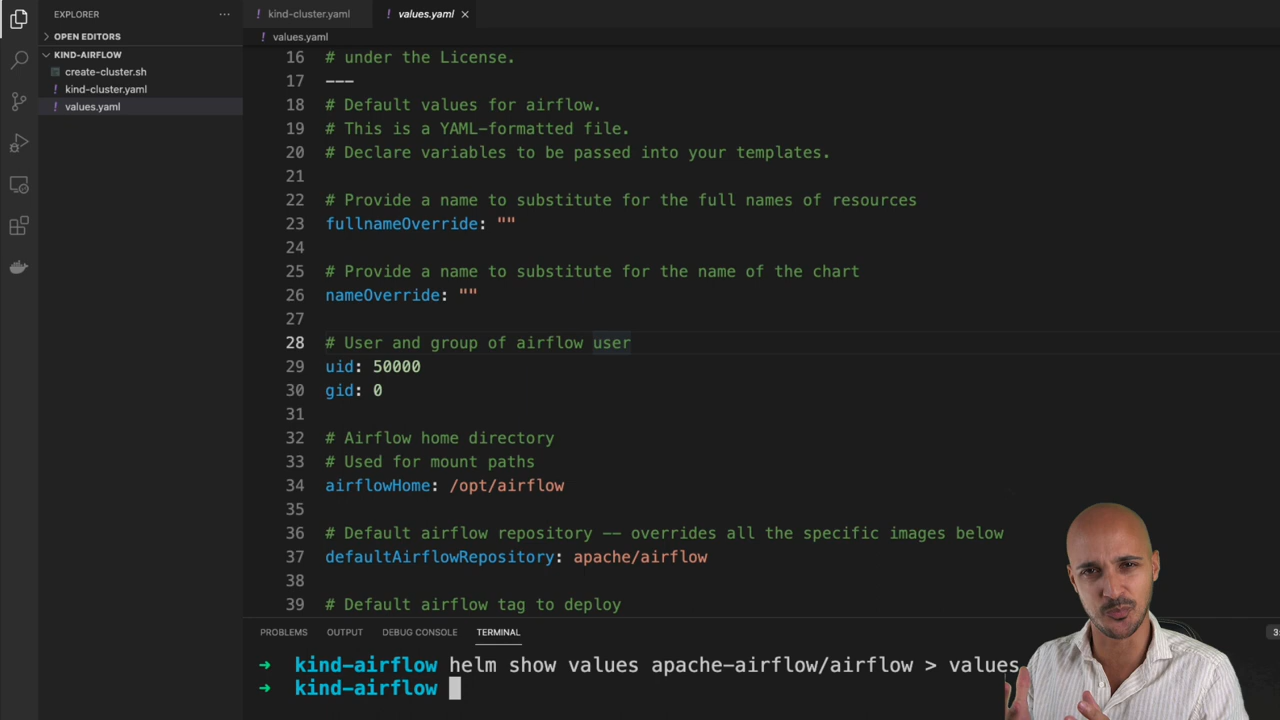 EXPLORER
···
OPEN EDITORS
KIND-AIRFLOW
create-cluster.sh
! kind-cluster.yaml
! values.yaml
! kind-cluster.yaml
! values.yaml
! values.yaml
16 # under the License.
17 ---
18 # Default values for airflow.
19 # This is a YAML-formatted file.
20 # Declare variables to be passed into your templates.
21
22 # Provide a name to substitute for the full names of resources
23 fullnameOverride: ""
24
25 # Provide a name to substitute for the name of the chart
26 nameOverride: ""
27
28 # User and group of airflow user
29 uid: 50000
30 gid: 0
31
32 # Airflow home directory
33 # Used for mount paths
34 airflowHome: /opt/airflow
35
36 # Default airflow repository -- overrides all the specific images below
37 defaultAirflowRepository: apache/airflow
38
39 # Default airflow tag to deploy
PROBLEMS OUTPUT DEBUG CONSOLE TERMINAL
➜ kind-airflow helm show values apache-airflow/airflow > values
➜ kind-airflow